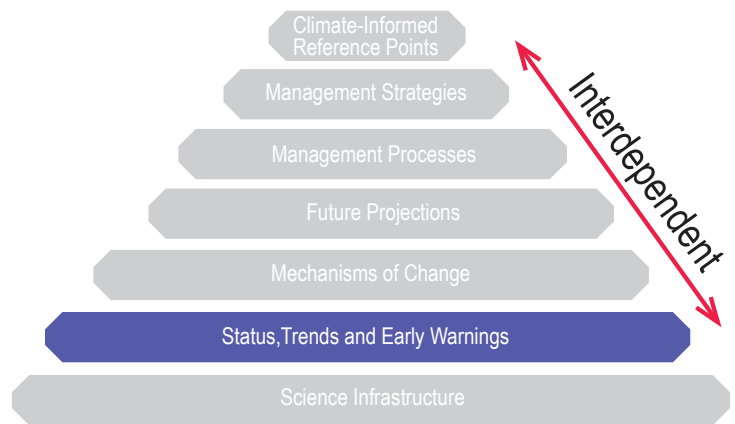 Climate-Informed
Reference Points
Management Strategies
Management Processes
Future Projections
Mechanisms of Change
Status,Trends and Early Warnings
Science Infrastructure
Interdependent